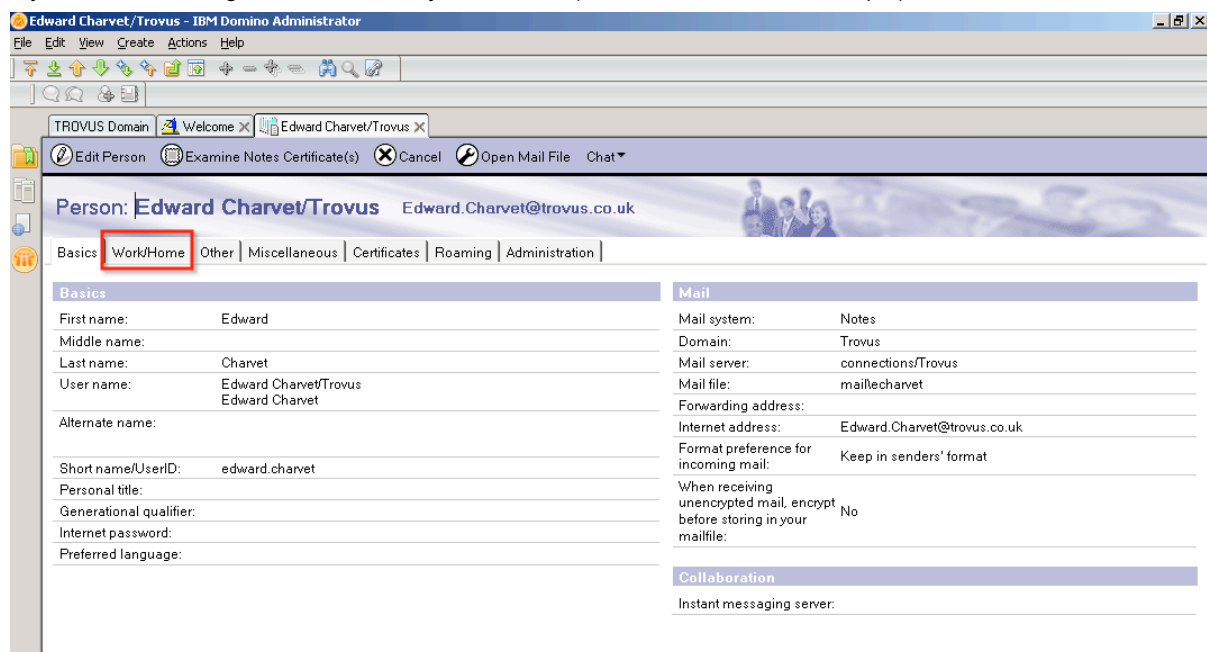 Edward Charvet/Trovus - IBM Domino Administrator
File Edit View Create Actions Help
TROVUS Domain Welcome Edward Charvet/Trovus
Edit Person Examine Notes Certificate(s) Cancel Open Mail File Chat
Person: Edward Charvet/Trovus Edward.Charvet@trovus.co.uk
Basics Work/Home Other Miscellaneous Certificates Roaming Administration
Basics
First name: Edward
Middle name:
Last name: Charvet
User name: Edward Charvet/Trovus
Edward Charvet
Alternate name:
Short name/UserID: edward.charvet
Personal title:
Generational qualifier:
Internet password:
Preferred language:
Mail
Mail system: Notes
Domain: Trovus
Mail server: connections/Trovus
Mail file: mail\echarvet
Forwarding address:
Internet address: Edward.Charvet@trovus.co.uk
Format preference for
incoming mail: Keep in senders' format
When receiving
unencrypted mail, encrypt
before storing in your
mailfile: No
Collaboration
Instant messaging server: